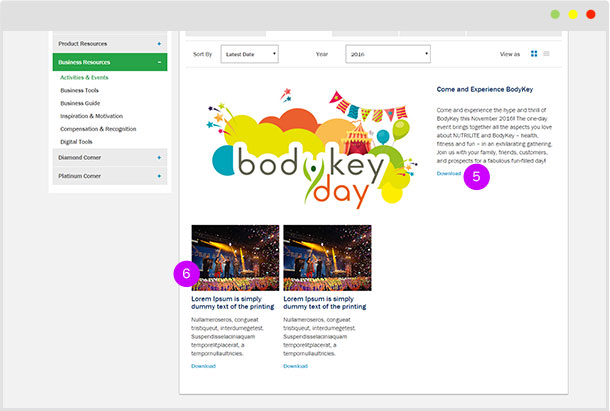 Product Resources +
Business Resources −
Activities & Events
Business Tools
Business Guide
Inspiration & Motivation
Compensation & Recognition
Digital Tools
Diamond Corner +
Platinum Corner +
Sort By Latest Date Year 2016 View as
bodykey
day
Come and Experience BodyKey
Come and experience the hype and thrill of
BodyKey this November 2016! The one-day
event brings together all the aspects you love
about NUTRILITE and BodyKey – health,
fitness and fun – in an exhilarating gathering.
Join us with your family, friends, customers,
and prospects for a fabulous fun-filled day!
Download
5
6
Lorem Ipsum is simply
dummy text of the printing
Nullameroseros, congueat
tristiqueut, interdumegetest.
Suspendisseelaciniaacsum
temporelitplacerat, a
tempornullaultricies.
Download
Lorem Ipsum is simply
dummy text of the printing
Nullameroseros, congueat
tristiqueut, interdumegetest.
Suspendisseelaciniaacsum
temporelitplacerat, a
tempornullaultricies.
Download